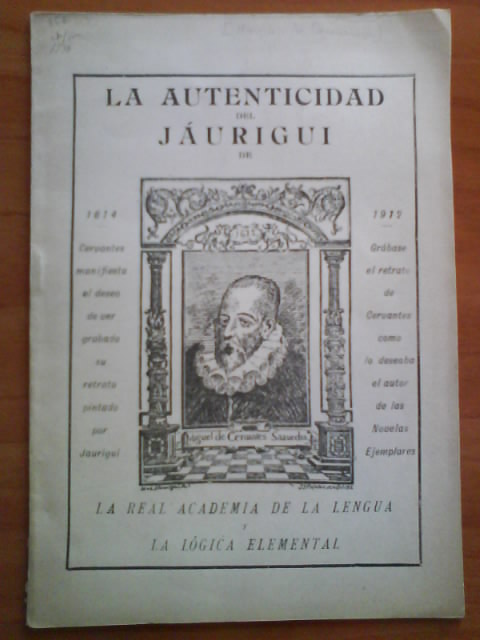 LA AUTENTICIDAD
DEL
JÁURIGUI
DE
1614
Cervantes
manifiesta
el deseo
de ver
grabado
su
retrato
pintado
por
Jaurigui
1912
Grábase
el retrato
de
Cervantes
como
lo deseaba
el autor
de las
Novelas
Ejemplares
Miguel de Cervantes Saavedra
LA REAL ACADEMIA DE LA LENGUA
Y
LA LÓGICA ELEMENTAL